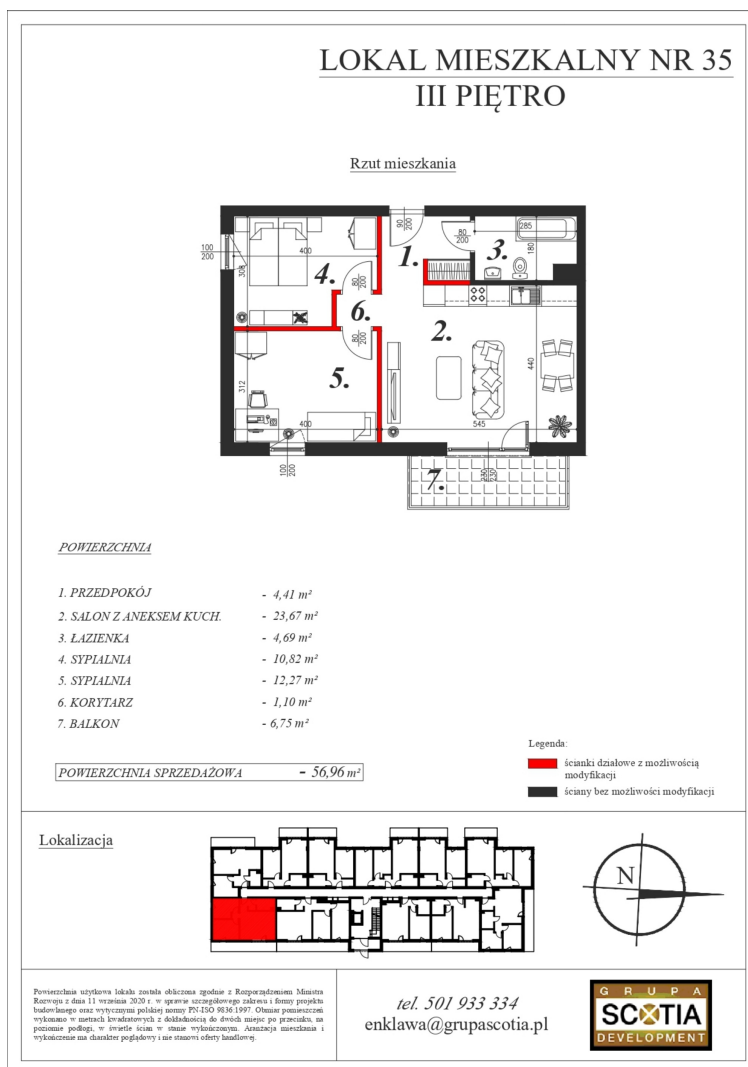 LOKAL MIESZKALNY NR 35
III PIĘTRO
Rzut mieszkania
90
200
80
200
285
180
100
200
400
308
80
200
1.
3.
4.
6.
2.
80
200
5.
312
440
400
545
100
200
230
230
7.
POWIERZCHNIA
1. PRZEDPOKÓJ - 4,41 m²
2. SALON Z ANEKSEM KUCH. - 23,67 m²
3. ŁAZIENKA - 4,69 m²
4. SYPIALNIA - 10,82 m²
5. SYPIALNIA - 12,27 m²
6. KORYTARZ - 1,10 m²
7. BALKON - 6,75 m²
POWIERZCHNIA SPRZEDAŻOWA - 56,96 m²
Legenda:
ścianki działowe z możliwością
modyfikacji
ściany bez możliwości modyfikacji
Lokalizacja
N
Powierzchnia użytkowa lokalu została obliczona zgodnie z Rozporządzeniem Ministra
Rozwoju z dnia 11 września 2020 r. w sprawie szczegółowego zakresu i formy projektu
budowlanego oraz wytycznymi polskiej normy PN-ISO 9836:1997. Obmiar pomieszczeń
wykonano w metrach kwadratowych z dokładnością do dwóch miejsc po przecinku, na
poziomie podłogi, w świetle ścian w stanie wykończonym. Aranżacja mieszkania i
wykończenie ma charakter poglądowy i nie stanowi oferty handlowej.
tel. 501 933 334
enklawa@grupascotia.pl
GRUPA
SCOTIA
DEVELOPMENT